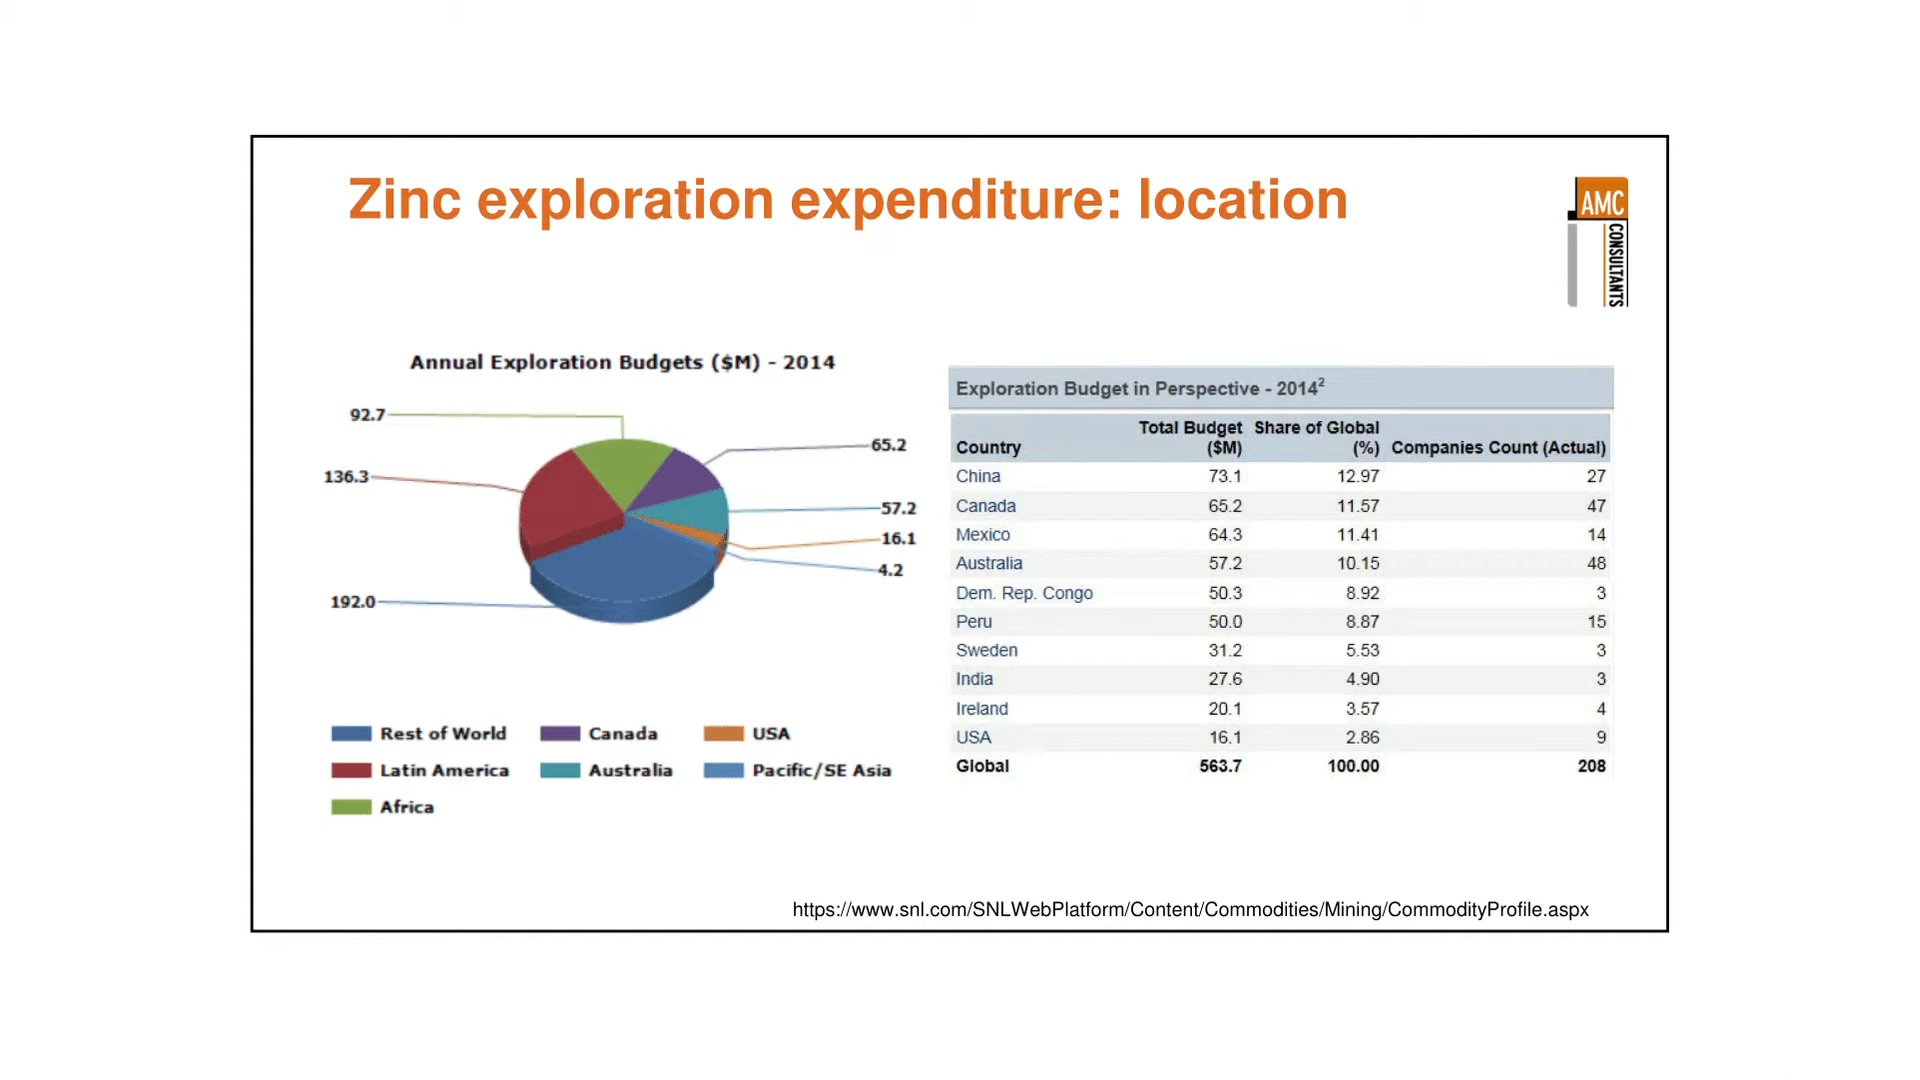 Zinc exploration expenditure: location
AMC
CONSULTANTS
Annual Exploration Budgets ($M) - 2014
92.7
65.2
136.3
57.2
16.1
4.2
192.0
Rest of World Canada USA
Latin America Australia Pacific/SE Asia
Africa
Exploration Budget in Perspective - 2014²
Total Budget Share of Global
Country ($M) (%) Companies Count (Actual)
China 73.1 12.97 27
Canada 65.2 11.57 47
Mexico 64.3 11.41 14
Australia 57.2 10.15 48
Dem. Rep. Congo 50.3 8.92 3
Peru 50.0 8.87 15
Sweden 31.2 5.53 3
India 27.6 4.90 3
Ireland 20.1 3.57 4
USA 16.1 2.86 9
Global 563.7 100.00 208
https://www.snl.com/SNLWebPlatform/Content/Commodities/Mining/CommodityProfile.aspx